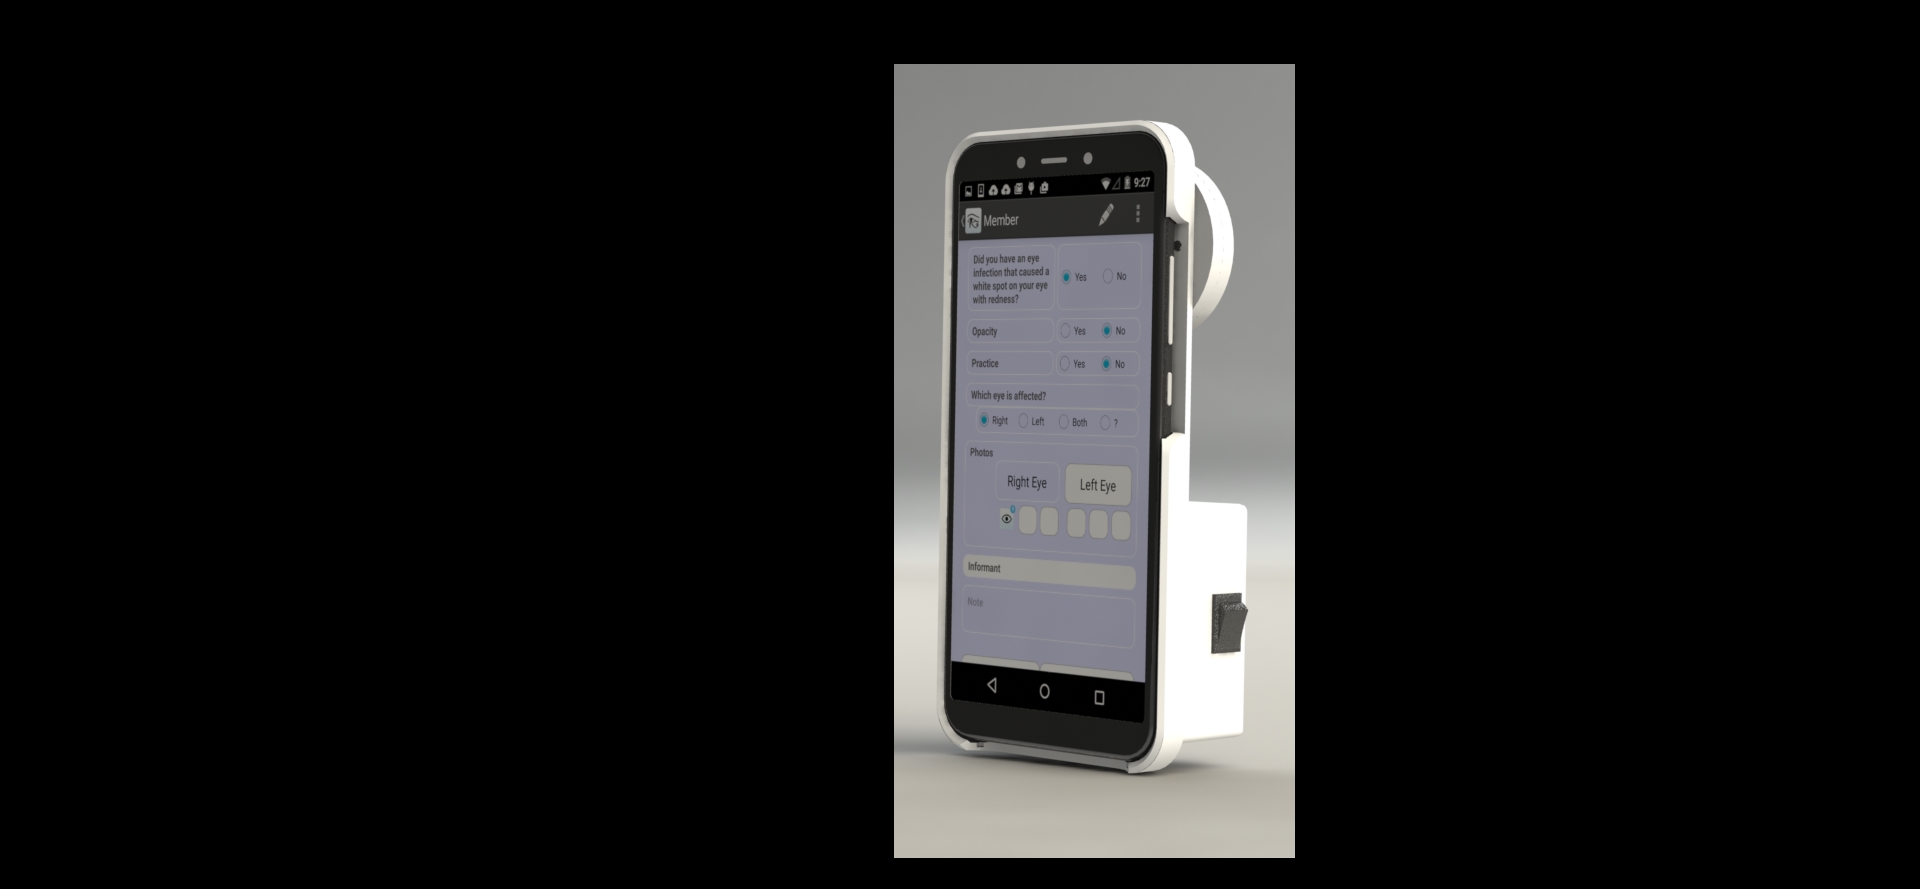 9:27
Member
Did you have an eye
infection that caused a
white spot on your eye
with redness?
Yes No
Opacity Yes No
Practice Yes No
Which eye is affected?
Right Left Both ?
Photos
Right Eye Left Eye
Informant
Note